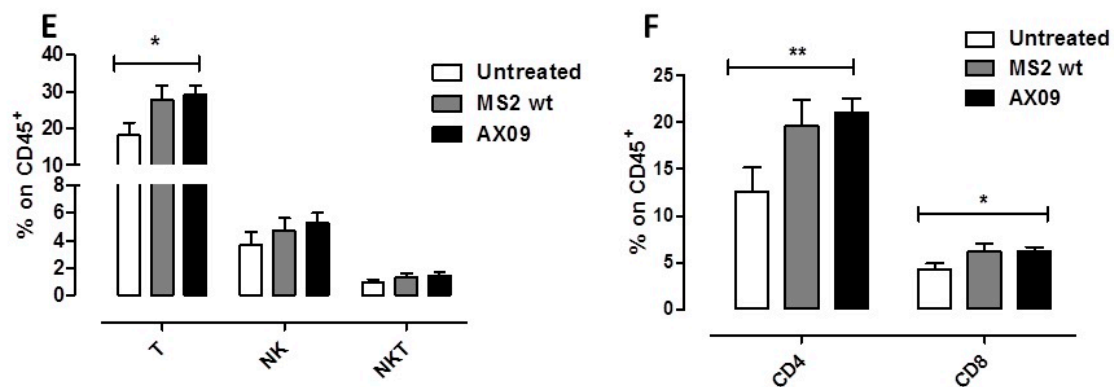 E
*
Untreated
MS2 wt
AX09
% on CD45+
40
30
20
10
8
6
4
2
0
T
NK
NKT
F
**
*
Untreated
MS2 wt
AX09
% on CD45+
25
20
15
10
5
0
CD4
CD8